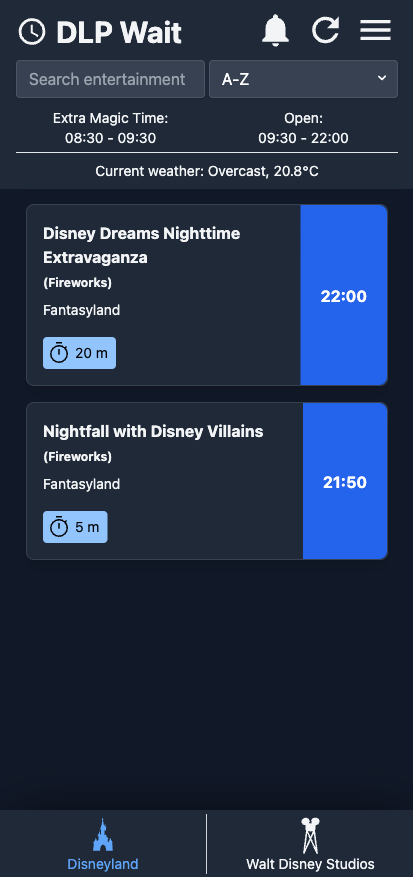 DLP Wait
Search entertainment
A-Z
Extra Magic Time:
08:30 - 09:30
Open:
09:30 - 22:00
Current weather: Overcast, 20.8°C
Disney Dreams Nighttime
Extravaganza
(Fireworks)
Fantasyland
20 m
22:00
Nightfall with Disney Villains
(Fireworks)
Fantasyland
5 m
21:50
Disneyland
Walt Disney Studios